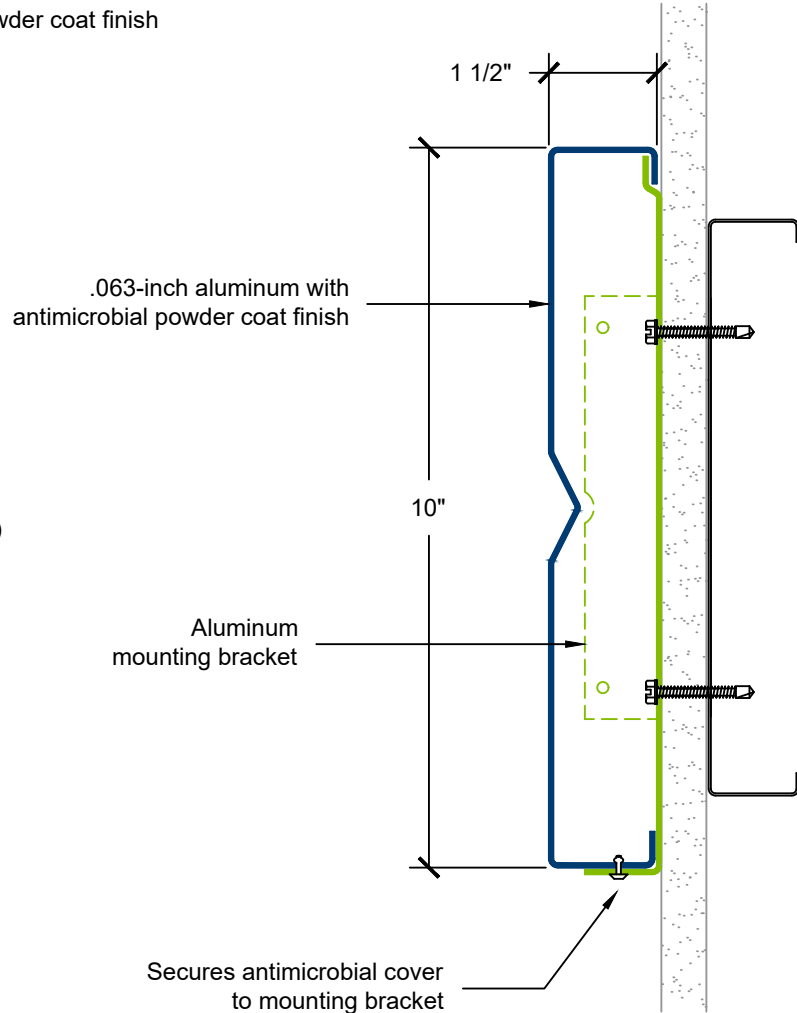 powder coat finish
1 1/2"
.063-inch aluminum with
antimicrobial powder coat finish
10"
)
Aluminum
mounting bracket
Secures antimicrobial cover
to mounting bracket